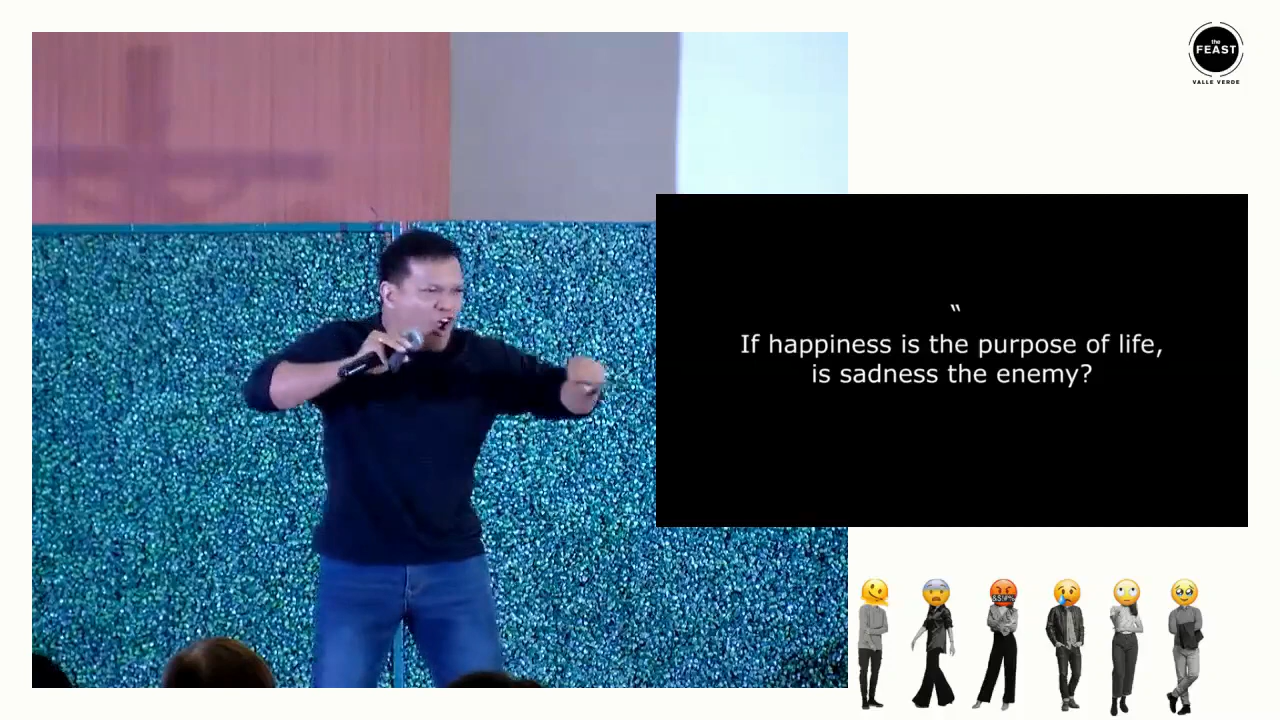 the
FEAST
VALLE VERDE
“
If happiness is the purpose of life,
is sadness the enemy?